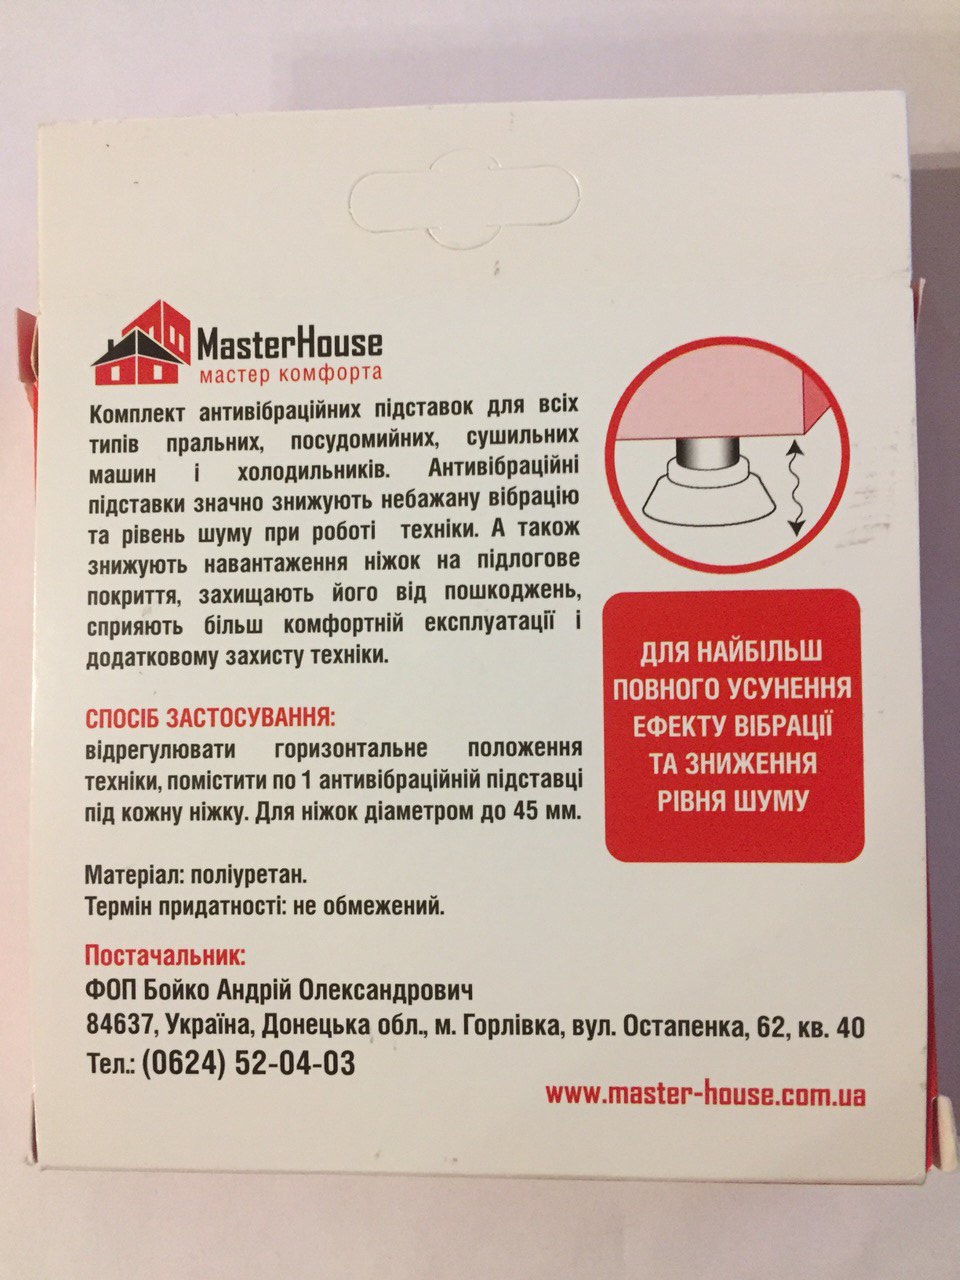 MasterHouse
мастер комфорта
Комплект антивібраційних підставок для всіх
типів пральних, посудомийних, сушильних
машин і холодильників. Антивібраційні
підставки значно знижують небажану вібрацію
та рівень шуму при роботі техніки. А також
знижують навантаження ніжок на підлогове
покриття, захищають його від пошкоджень,
сприяють більш комфортній експлуатації і
додатковому захисту техніки.
ДЛЯ НАЙБІЛЬШ
ПОВНОГО УСУНЕННЯ
ЕФЕКТУ ВІБРАЦІЇ
ТА ЗНИЖЕННЯ
РІВНЯ ШУМУ
СПОСІБ ЗАСТОСУВАННЯ:
відрегулювати горизонтальне положення
техніки, помістити по 1 антивібраційній підставці
під кожну ніжку. Для ніжок діаметром до 45 мм.
Матеріал: поліуретан.
Термін придатності: не обмежений.
Постачальник:
ФОП Бойко Андрій Олександрович
84637, Україна, Донецька обл., м. Горлівка, вул. Остапенка, 62, кв. 40
Тел.: (0624) 52-04-03
www.master-house.com.ua